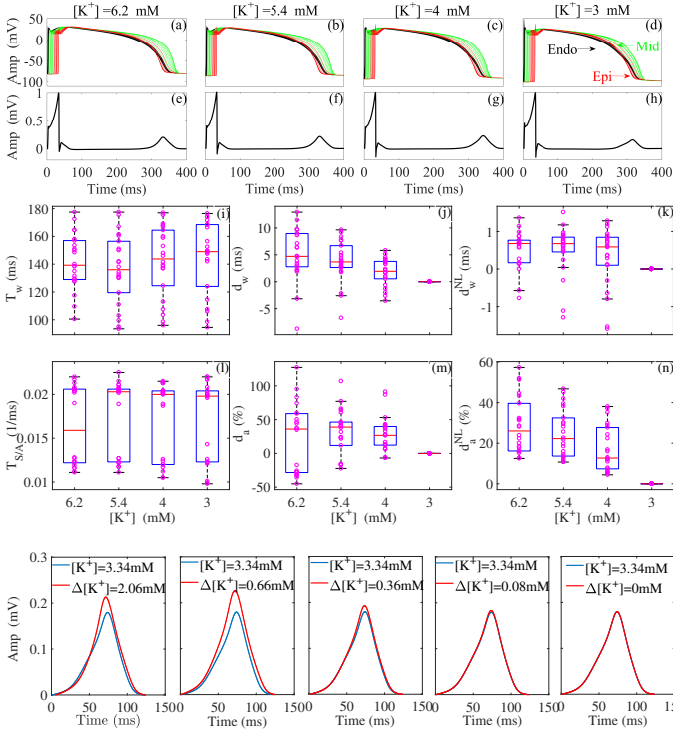 [K+] =6.2 mM [K+] =5.4 mM [K+] =4 mM [K+] =3 mM
Amp (mV)
50 0 -50 -100
(a) (b) (c) (d)
Endo Mid
Epi
Amp (mV)
1 0.5 0
(e) (f) (g) (h)
0 100 200 300 400 0 100 200 300 400 0 100 200 300 400 0 100 200 300 400
Time (ms) Time (ms) Time (ms) Time (ms)
T_w (ms)
180 160 140 120 100
(i)
d_w (ms)
10 5 0 -5
(j)
d_w^NL (ms)
1 0 1
(k)
T_S/A (1/ms)
0.02 0.015 0.01
(l)
d_a (%)
100 50 0 -50
(m)
d_a^NL (%)
60 40 20 0
(n)
6.2 5.4 4 3 6.2 5.4 4 3 6.2 5.4 4 3
[K+] (mM) [K+] (mM) [K+] (mM)
Amp (mV)
0.3 0.2 0.1 0
[K+]=3.34mM [K+]=3.34mM [K+]=3.34mM [K+]=3.34mM [K+]=3.34mM
Δ[K+]=2.06mM Δ[K+]=0.66mM Δ[K+]=0.36mM Δ[K+]=0.08mM Δ[K+]=0mM
0 50 100 150 0 50 100 150 0 50 100 150 0 50 100 150 0 50 100 150
Time (ms) Time (ms) Time (ms) Time (ms) Time (ms)